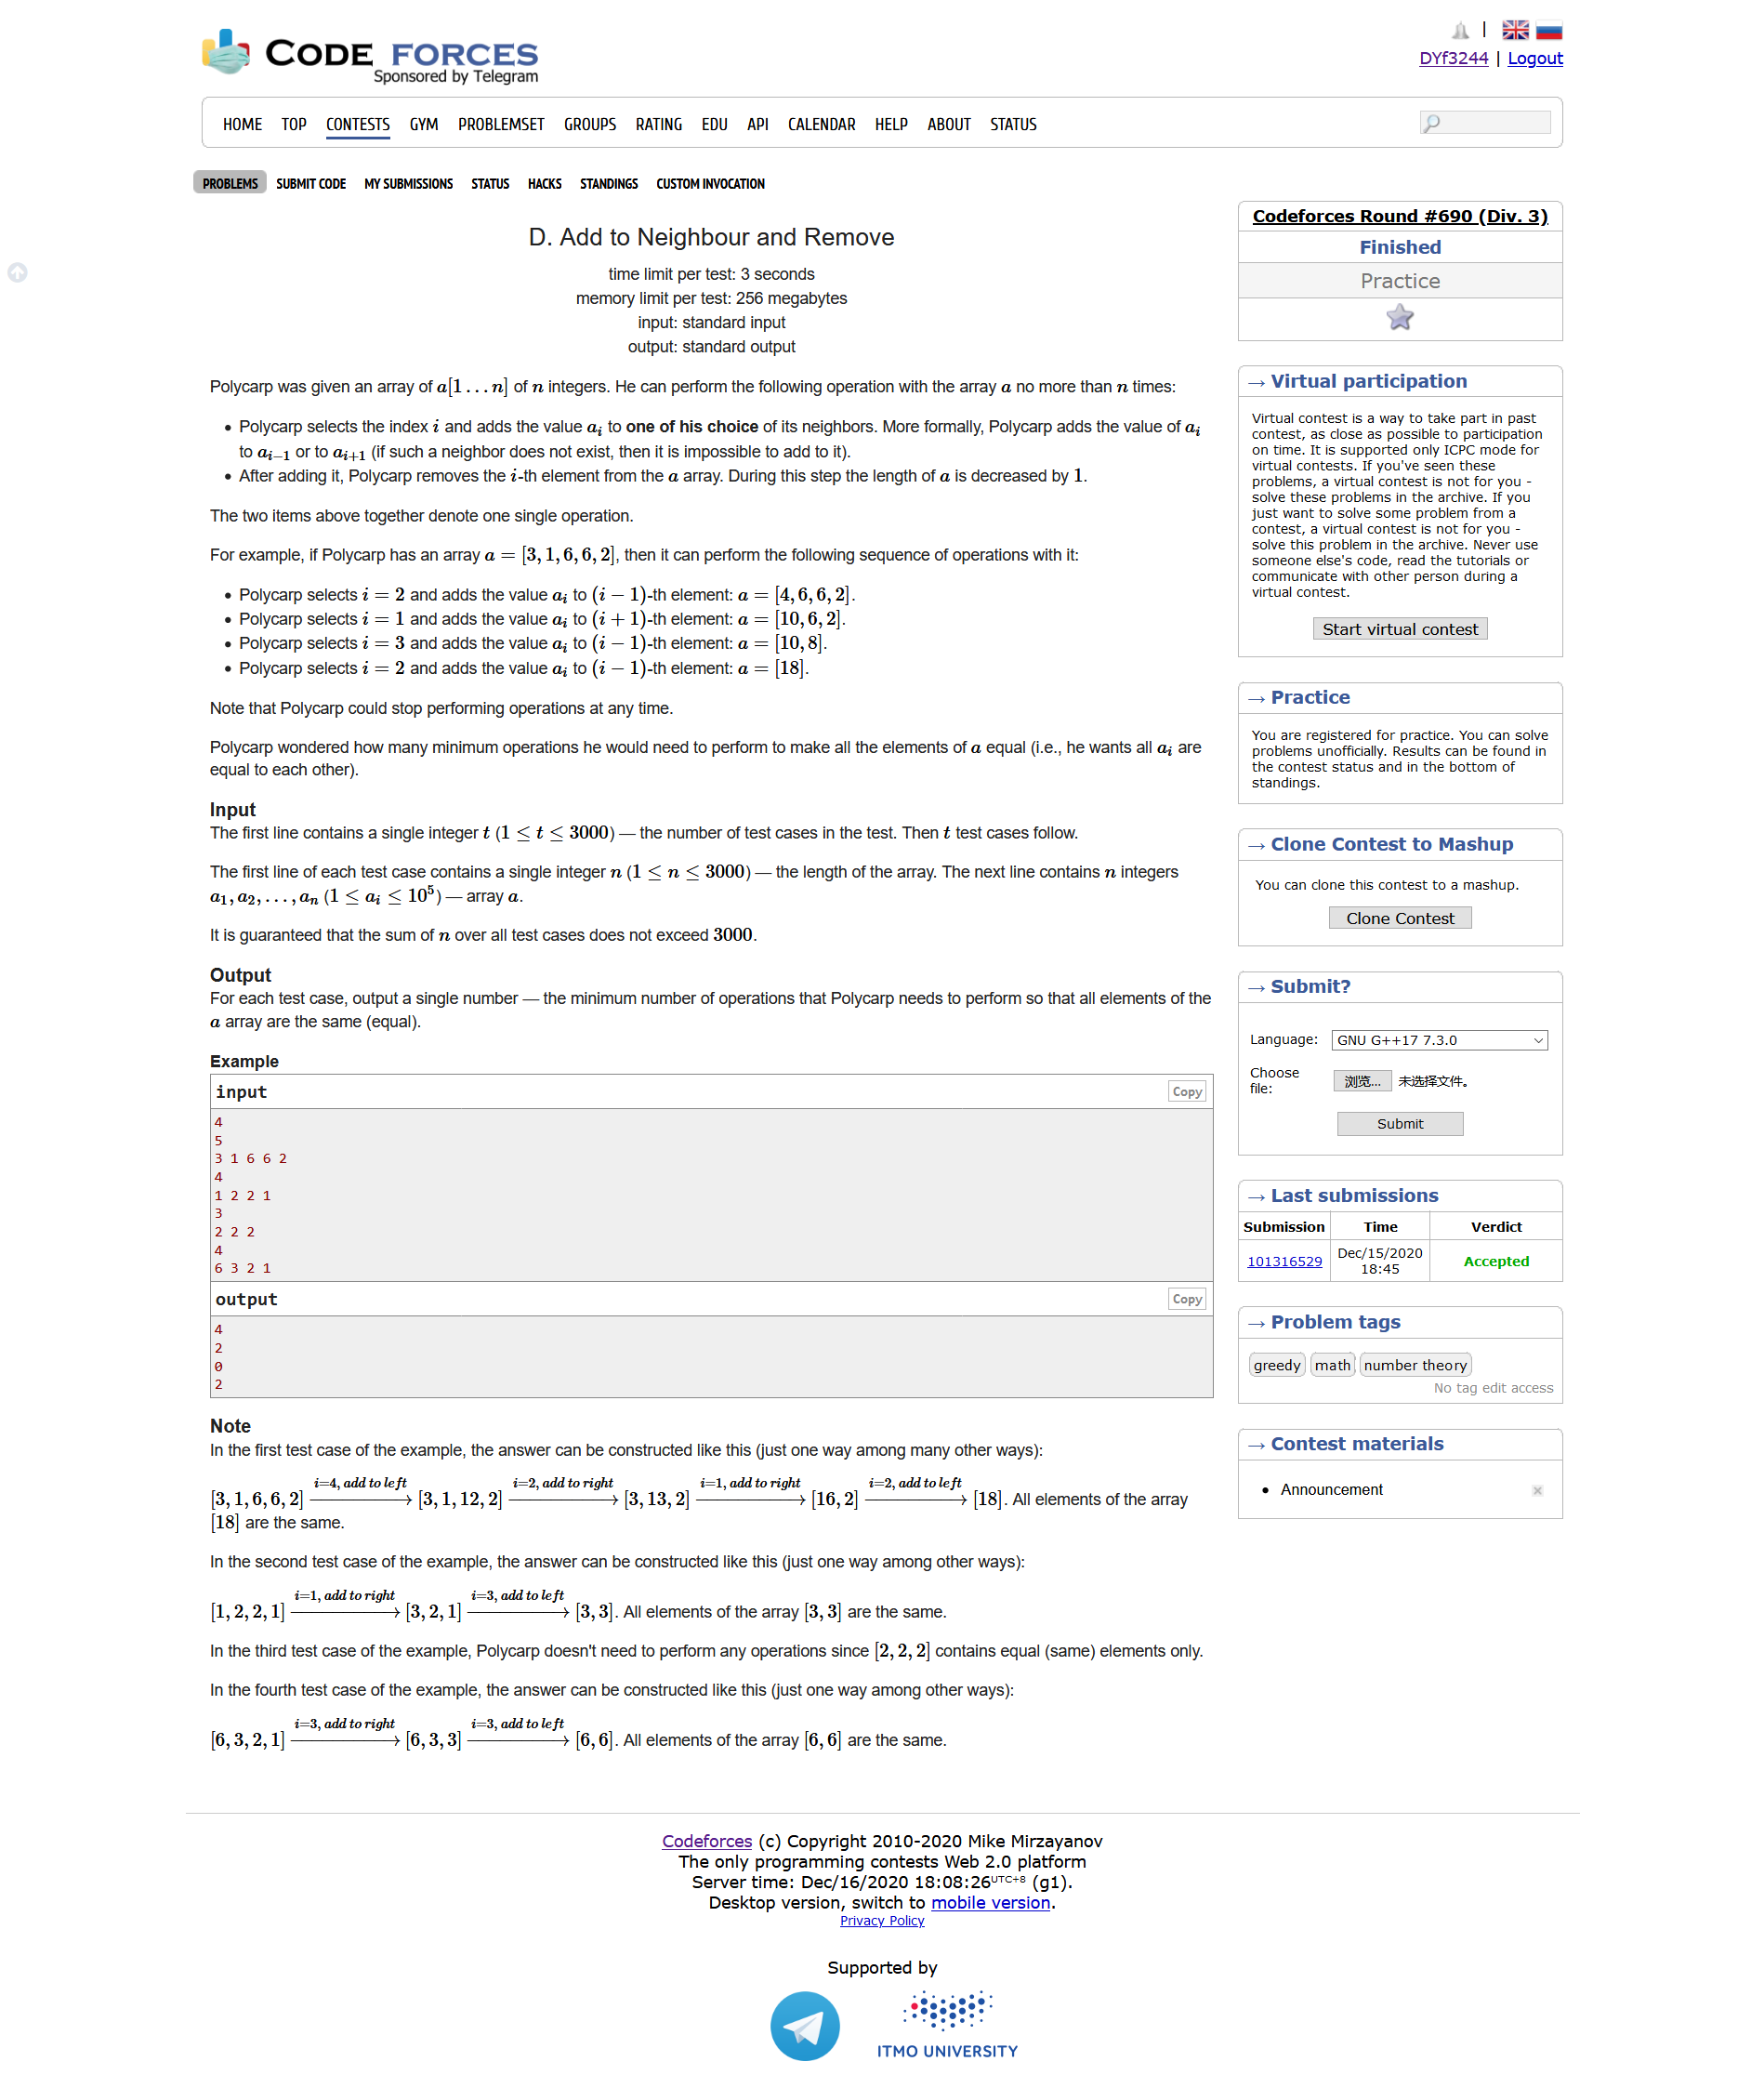 CODE FORCES
Sponsored by Telegram
|
DYf3244 | Logout
HOME TOP CONTESTS GYM PROBLEMSET GROUPS RATING EDU API CALENDAR HELP ABOUT STATUS
PROBLEMS SUBMIT CODE MY SUBMISSIONS STATUS HACKS STANDINGS CUSTOM INVOCATION
D. Add to Neighbour and Remove
time limit per test: 3 seconds
memory limit per test: 256 megabytes
input: standard input
output: standard output
Polycarp was given an array of a[1…n] of n integers. He can perform the following operation with the array a no more than n times:
• Polycarp selects the index i and adds the value a_i to one of his choice of its neighbors. More formally, Polycarp adds the value of a_i
to a_{i−1} or to a_{i+1} (if such a neighbor does not exist, then it is impossible to add to it).
• After adding it, Polycarp removes the i-th element from the a array. During this step the length of a is decreased by 1.
The two items above together denote one single operation.
For example, if Polycarp has an array a = [3, 1, 6, 6, 2], then it can perform the following sequence of operations with it:
• Polycarp selects i = 2 and adds the value a_i to (i − 1)-th element: a = [4, 6, 6, 2].
• Polycarp selects i = 1 and adds the value a_i to (i + 1)-th element: a = [10, 6, 2].
• Polycarp selects i = 3 and adds the value a_i to (i − 1)-th element: a = [10, 8].
• Polycarp selects i = 2 and adds the value a_i to (i − 1)-th element: a = [18].
Note that Polycarp could stop performing operations at any time.
Polycarp wondered how many minimum operations he would need to perform to make all the elements of a equal (i.e., he wants all a_i are
equal to each other).
Input
The first line contains a single integer t (1 ≤ t ≤ 3000) — the number of test cases in the test. Then t test cases follow.
The first line of each test case contains a single integer n (1 ≤ n ≤ 3000) — the length of the array. The next line contains n integers
a_1, a_2, …, a_n (1 ≤ a_i ≤ 10^5) — array a.
It is guaranteed that the sum of n over all test cases does not exceed 3000.
Output
For each test case, output a single number — the minimum number of operations that Polycarp needs to perform so that all elements of the
a array are the same (equal).
Example
input Copy
4
5
3 1 6 6 2
4
1 2 2 1
3
2 2 2
4
6 3 2 1
output Copy
4
2
0
2
Note
In the first test case of the example, the answer can be constructed like this (just one way among many other ways):
i=4, add to left i=2, add to right i=1, add to right i=2, add to left
[3, 1, 6, 6, 2] ⟶ [3, 1, 12, 2] ⟶ [3, 13, 2] ⟶ [16, 2] ⟶ [18]. All elements of the array
[18] are the same.
In the second test case of the example, the answer can be constructed like this (just one way among other ways):
i=1, add to right i=3, add to left
[1, 2, 2, 1] ⟶ [3, 2, 1] ⟶ [3, 3]. All elements of the array [3, 3] are the same.
In the third test case of the example, Polycarp doesn't need to perform any operations since [2, 2, 2] contains equal (same) elements only.
In the fourth test case of the example, the answer can be constructed like this (just one way among other ways):
i=3, add to right i=3, add to left
[6, 3, 2, 1] ⟶ [6, 3, 3] ⟶ [6, 6]. All elements of the array [6, 6] are the same.
Codeforces Round #690 (Div. 3)
Finished
Practice
→ Virtual participation
Virtual contest is a way to take part in past
contest, as close as possible to participation
on time. It is supported only ICPC mode for
virtual contests. If you've seen these
problems, a virtual contest is not for you -
solve these problems in the archive. If you
just want to solve some problem from a
contest, a virtual contest is not for you -
solve this problem in the archive. Never use
someone else's code, read the tutorials or
communicate with other person during a
virtual contest.
Start virtual contest
→ Practice
You are registered for practice. You can solve
problems unofficially. Results can be found in
the contest status and in the bottom of
standings.
→ Clone Contest to Mashup
You can clone this contest to a mashup.
Clone Contest
→ Submit?
Language: GNU G++17 7.3.0
Choose
file: 浏览... 未选择文件。
Submit
→ Last submissions
Submission Time Verdict
101316529 Dec/15/2020
18:45 Accepted
→ Problem tags
greedy math number theory
No tag edit access
→ Contest materials
• Announcement
Codeforces (c) Copyright 2010-2020 Mike Mirzayanov
The only programming contests Web 2.0 platform
Server time: Dec/16/2020 18:08:26 UTC+8 (g1).
Desktop version, switch to mobile version.
Privacy Policy
Supported by
ITMO UNIVERSITY